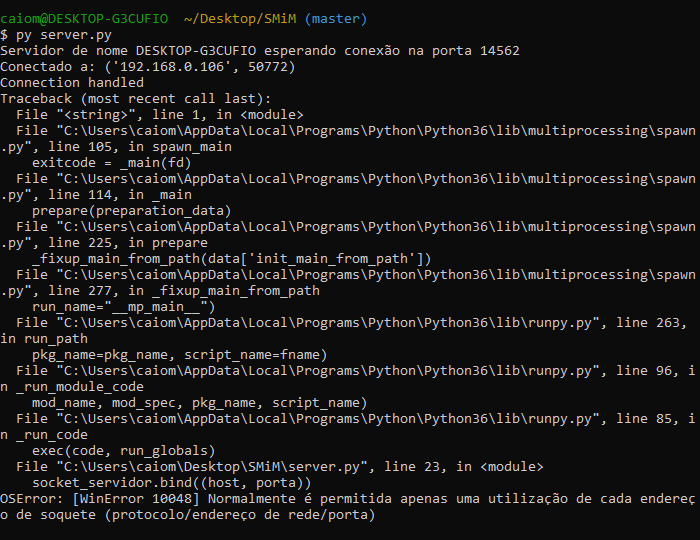 caiom@DESKTOP-G3CUFIO ~/Desktop/SMiM (master)
$ py server.py
Servidor de nome DESKTOP-G3CUFIO esperando conexão na porta 14562
Conectado a: ('192.168.0.106', 50772)
Connection handled
Traceback (most recent call last):
  File "<string>", line 1, in <module>
  File "C:\Users\caiom\AppData\Local\Programs\Python\Python36\lib\multiprocessing\spawn
.py", line 105, in spawn_main
    exitcode = _main(fd)
  File "C:\Users\caiom\AppData\Local\Programs\Python\Python36\lib\multiprocessing\spawn
.py", line 114, in _main
    prepare(preparation_data)
  File "C:\Users\caiom\AppData\Local\Programs\Python\Python36\lib\multiprocessing\spawn
.py", line 225, in prepare
    _fixup_main_from_path(data['init_main_from_path'])
  File "C:\Users\caiom\AppData\Local\Programs\Python\Python36\lib\multiprocessing\spawn
.py", line 277, in _fixup_main_from_path
    run_name="__mp_main__")
  File "C:\Users\caiom\AppData\Local\Programs\Python\Python36\lib\runpy.py", line 263,
in run_path
    pkg_name=pkg_name, script_name=fname)
  File "C:\Users\caiom\AppData\Local\Programs\Python\Python36\lib\runpy.py", line 96, i
n _run_module_code
    mod_name, mod_spec, pkg_name, script_name)
  File "C:\Users\caiom\AppData\Local\Programs\Python\Python36\lib\runpy.py", line 85, i
n _run_code
    exec(code, run_globals)
  File "C:\Users\caiom\Desktop\SMiM\server.py", line 23, in <module>
    socket_servidor.bind((host, porta))
OSError: [WinError 10048] Normalmente é permitida apenas uma utilização de cada endereç
o de soquete (protocolo/endereço de rede/porta)